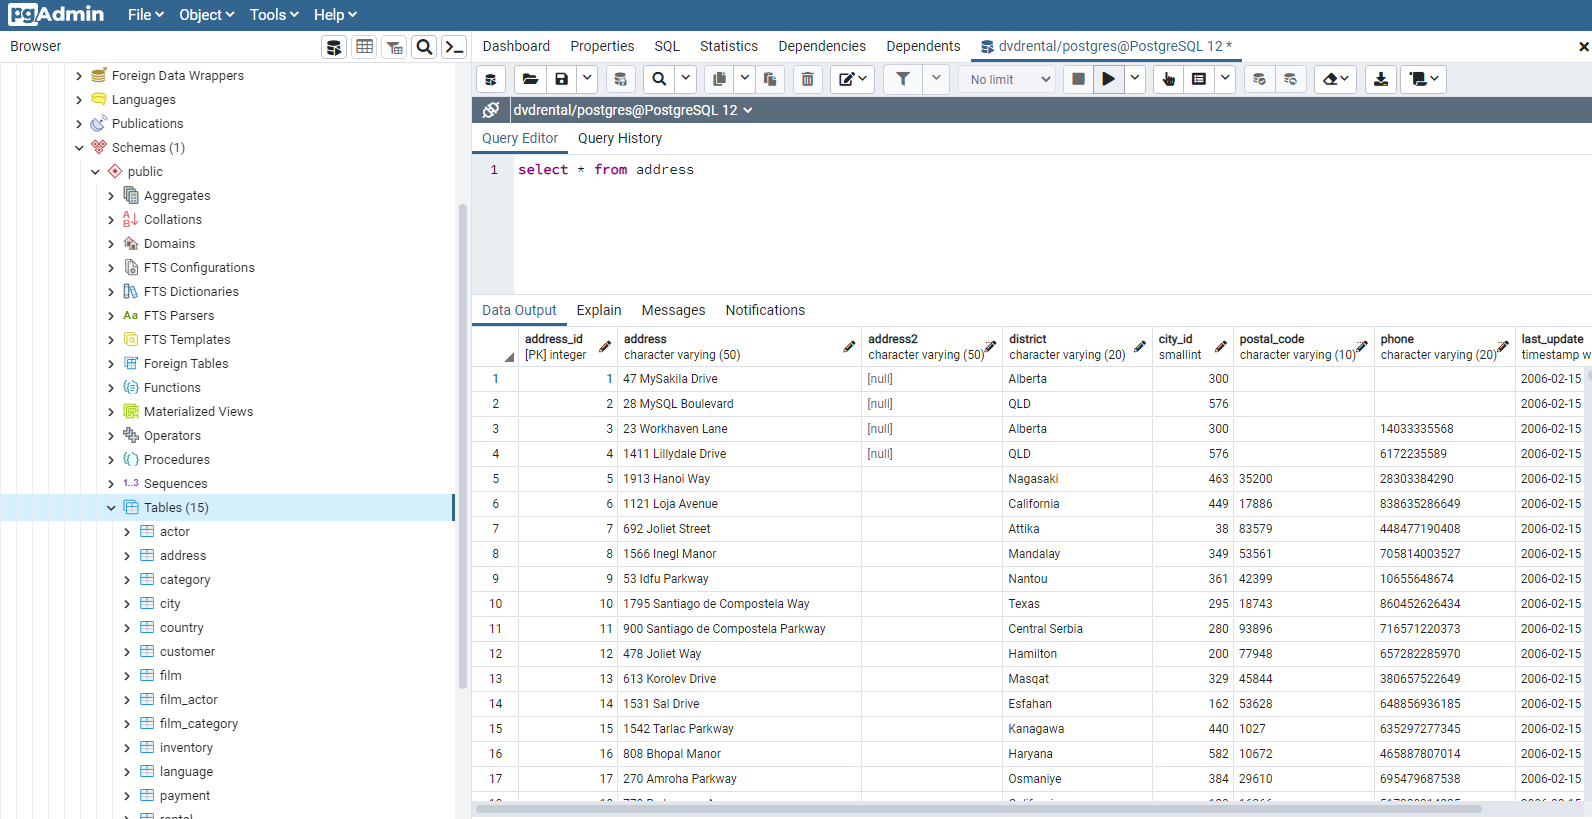 pgAdmin File Object Tools Help
Browser
Dashboard Properties SQL Statistics Dependencies Dependents dvdrental/postgres@PostgreSQL 12 *
No limit
dvdrental/postgres@PostgreSQL 12
Query Editor Query History
1 select * from address
Foreign Data Wrappers
Languages
Publications
Schemas (1)
public
Aggregates
Collations
Domains
FTS Configurations
FTS Dictionaries
Aa FTS Parsers
FTS Templates
Foreign Tables
Functions
Materialized Views
Operators
Procedures
1..3 Sequences
Tables (15)
actor
address
category
city
country
customer
film
film_actor
film_category
inventory
language
payment
rental
Data Output Explain Messages Notifications
address_id address address2 district city_id postal_code phone last_update
[PK] integer character varying (50) character varying (50) character varying (20) smallint character varying (10) character varying (20) timestamp w
1 1 47 MySakila Drive [null] Alberta 300 2006-02-15
2 2 28 MySQL Boulevard [null] QLD 576 2006-02-15
3 3 23 Workhaven Lane [null] Alberta 300 14033335568 2006-02-15
4 4 1411 Lillydale Drive [null] QLD 576 6172235589 2006-02-15
5 5 1913 Hanoi Way Nagasaki 463 35200 28303384290 2006-02-15
6 6 1121 Loja Avenue California 449 17886 838635286649 2006-02-15
7 7 692 Joliet Street Attika 38 83579 448477190408 2006-02-15
8 8 1566 Inegl Manor Mandalay 349 53561 705814003527 2006-02-15
9 9 53 Idfu Parkway Nantou 361 42399 10655648674 2006-02-15
10 10 1795 Santiago de Compostela Way Texas 295 18743 860452626434 2006-02-15
11 11 900 Santiago de Compostela Parkway Central Serbia 280 93896 716571220373 2006-02-15
12 12 478 Joliet Way Hamilton 200 77948 657282285970 2006-02-15
13 13 613 Korolev Drive Masqat 329 45844 380657522649 2006-02-15
14 14 1531 Sal Drive Esfahan 162 53628 648856936185 2006-02-15
15 15 1542 Tarlac Parkway Kanagawa 440 1027 635297277345 2006-02-15
16 16 808 Bhopal Manor Haryana 582 10672 465887807014 2006-02-15
17 17 270 Amroha Parkway Osmaniye 384 29610 695479687538 2006-02-15